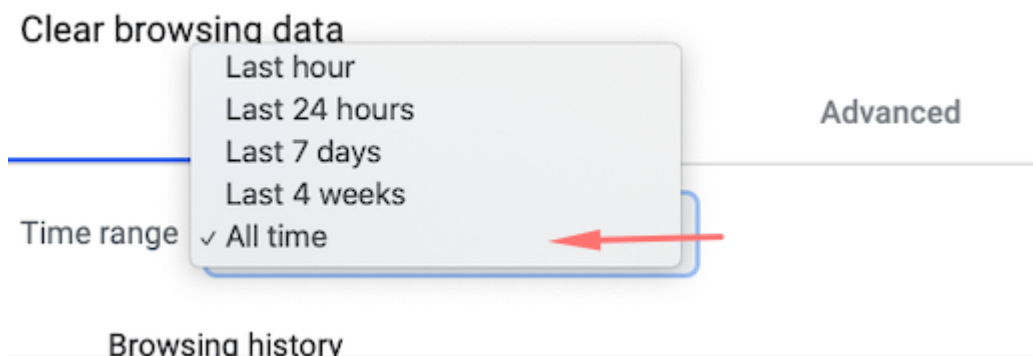 Clear browsing data
Last hour
Last 24 hours
Advanced
Last 7 days
Last 4 weeks
Time range ✓ All time
Browsing history